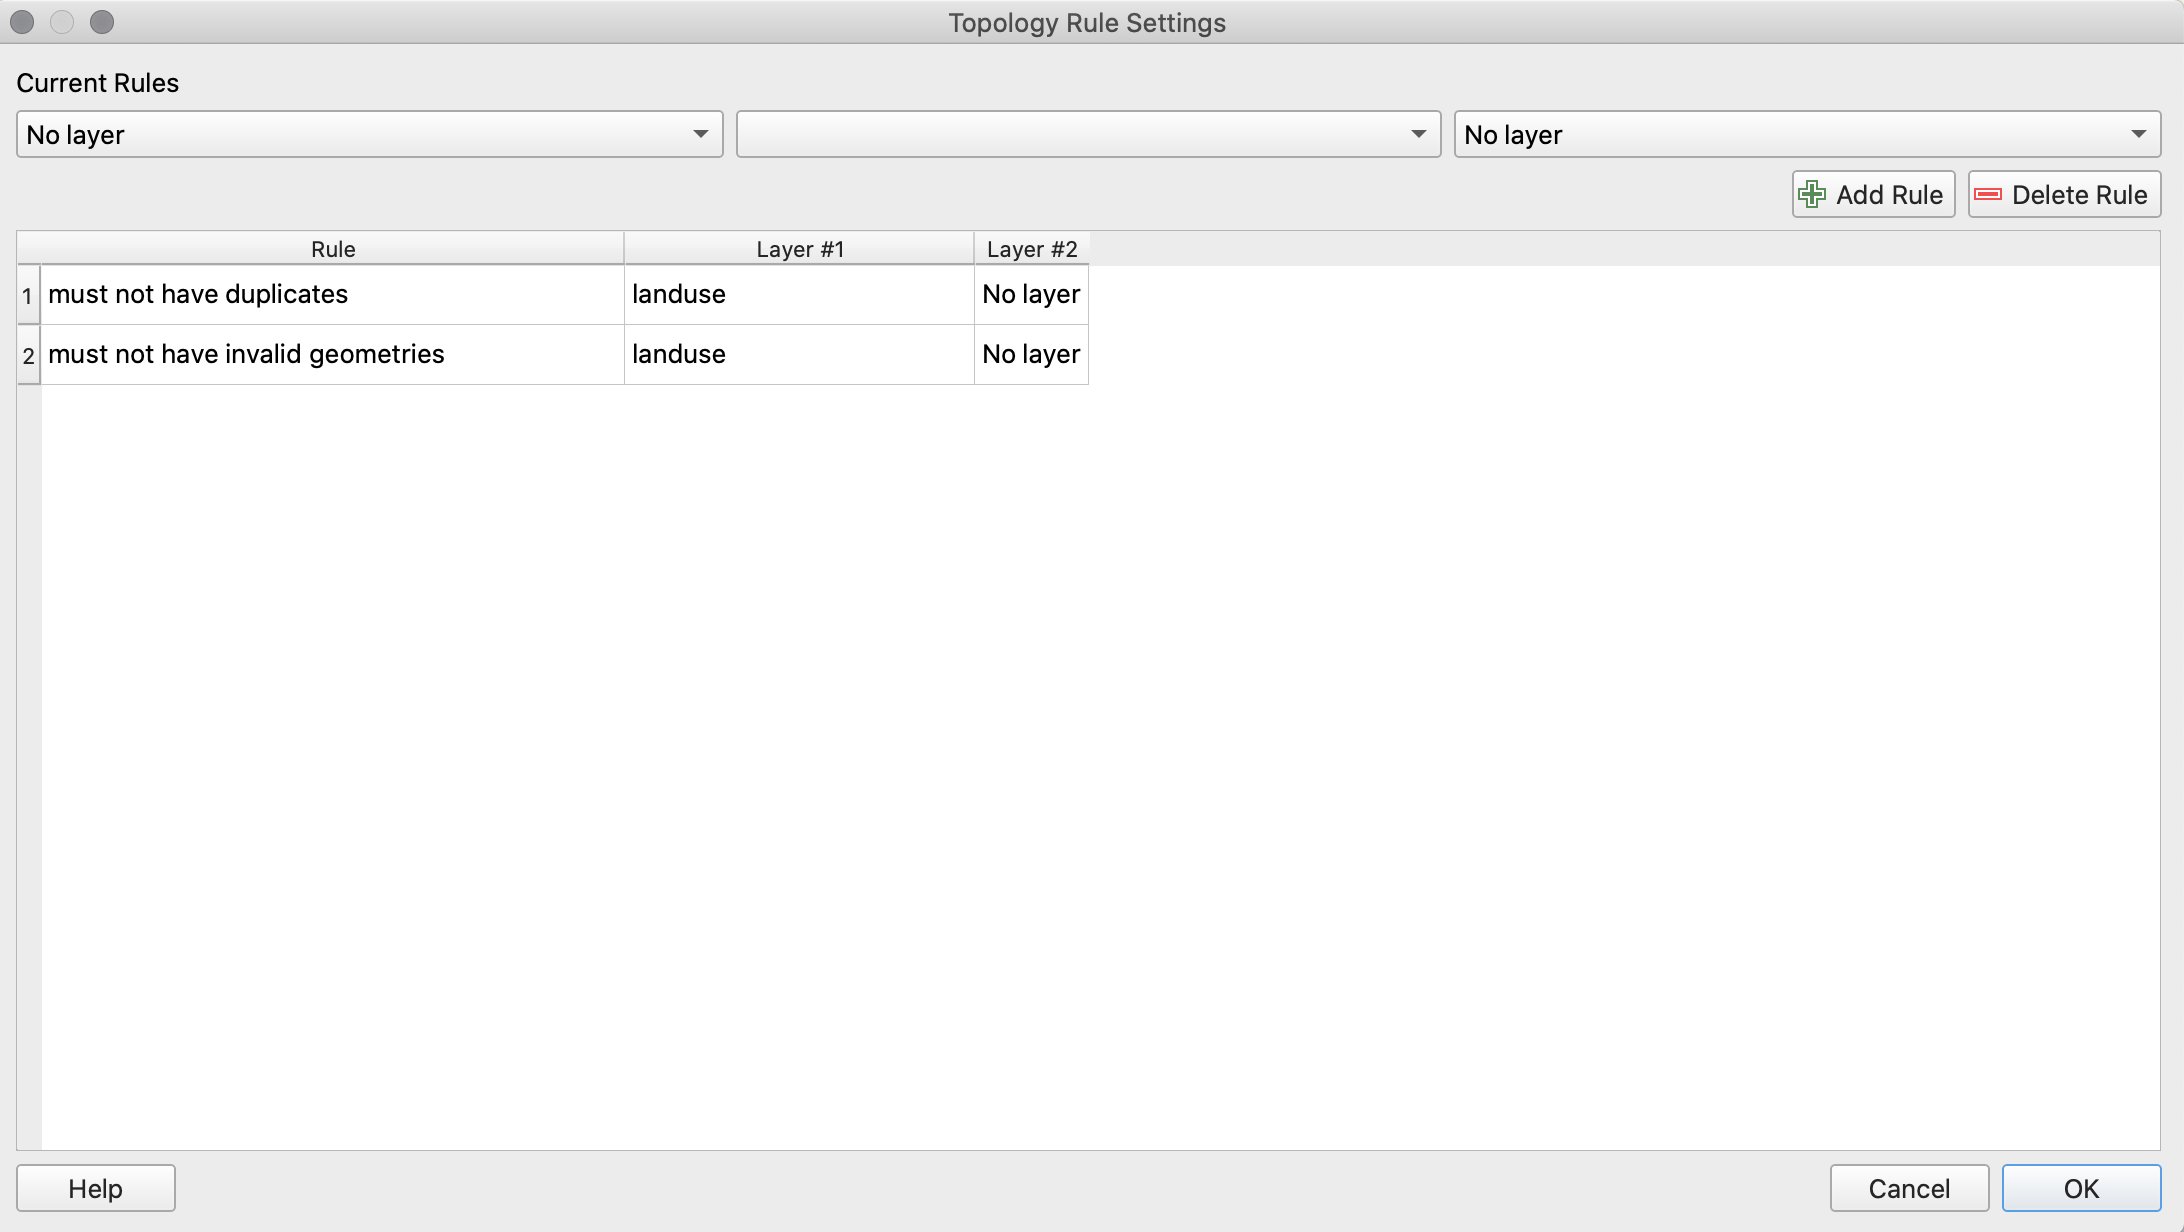 Topology Rule Settings
Current Rules
No layer No layer
Add Rule Delete Rule
Rule Layer #1 Layer #2
1 must not have duplicates landuse No layer
2 must not have invalid geometries landuse No layer
Help Cancel OK